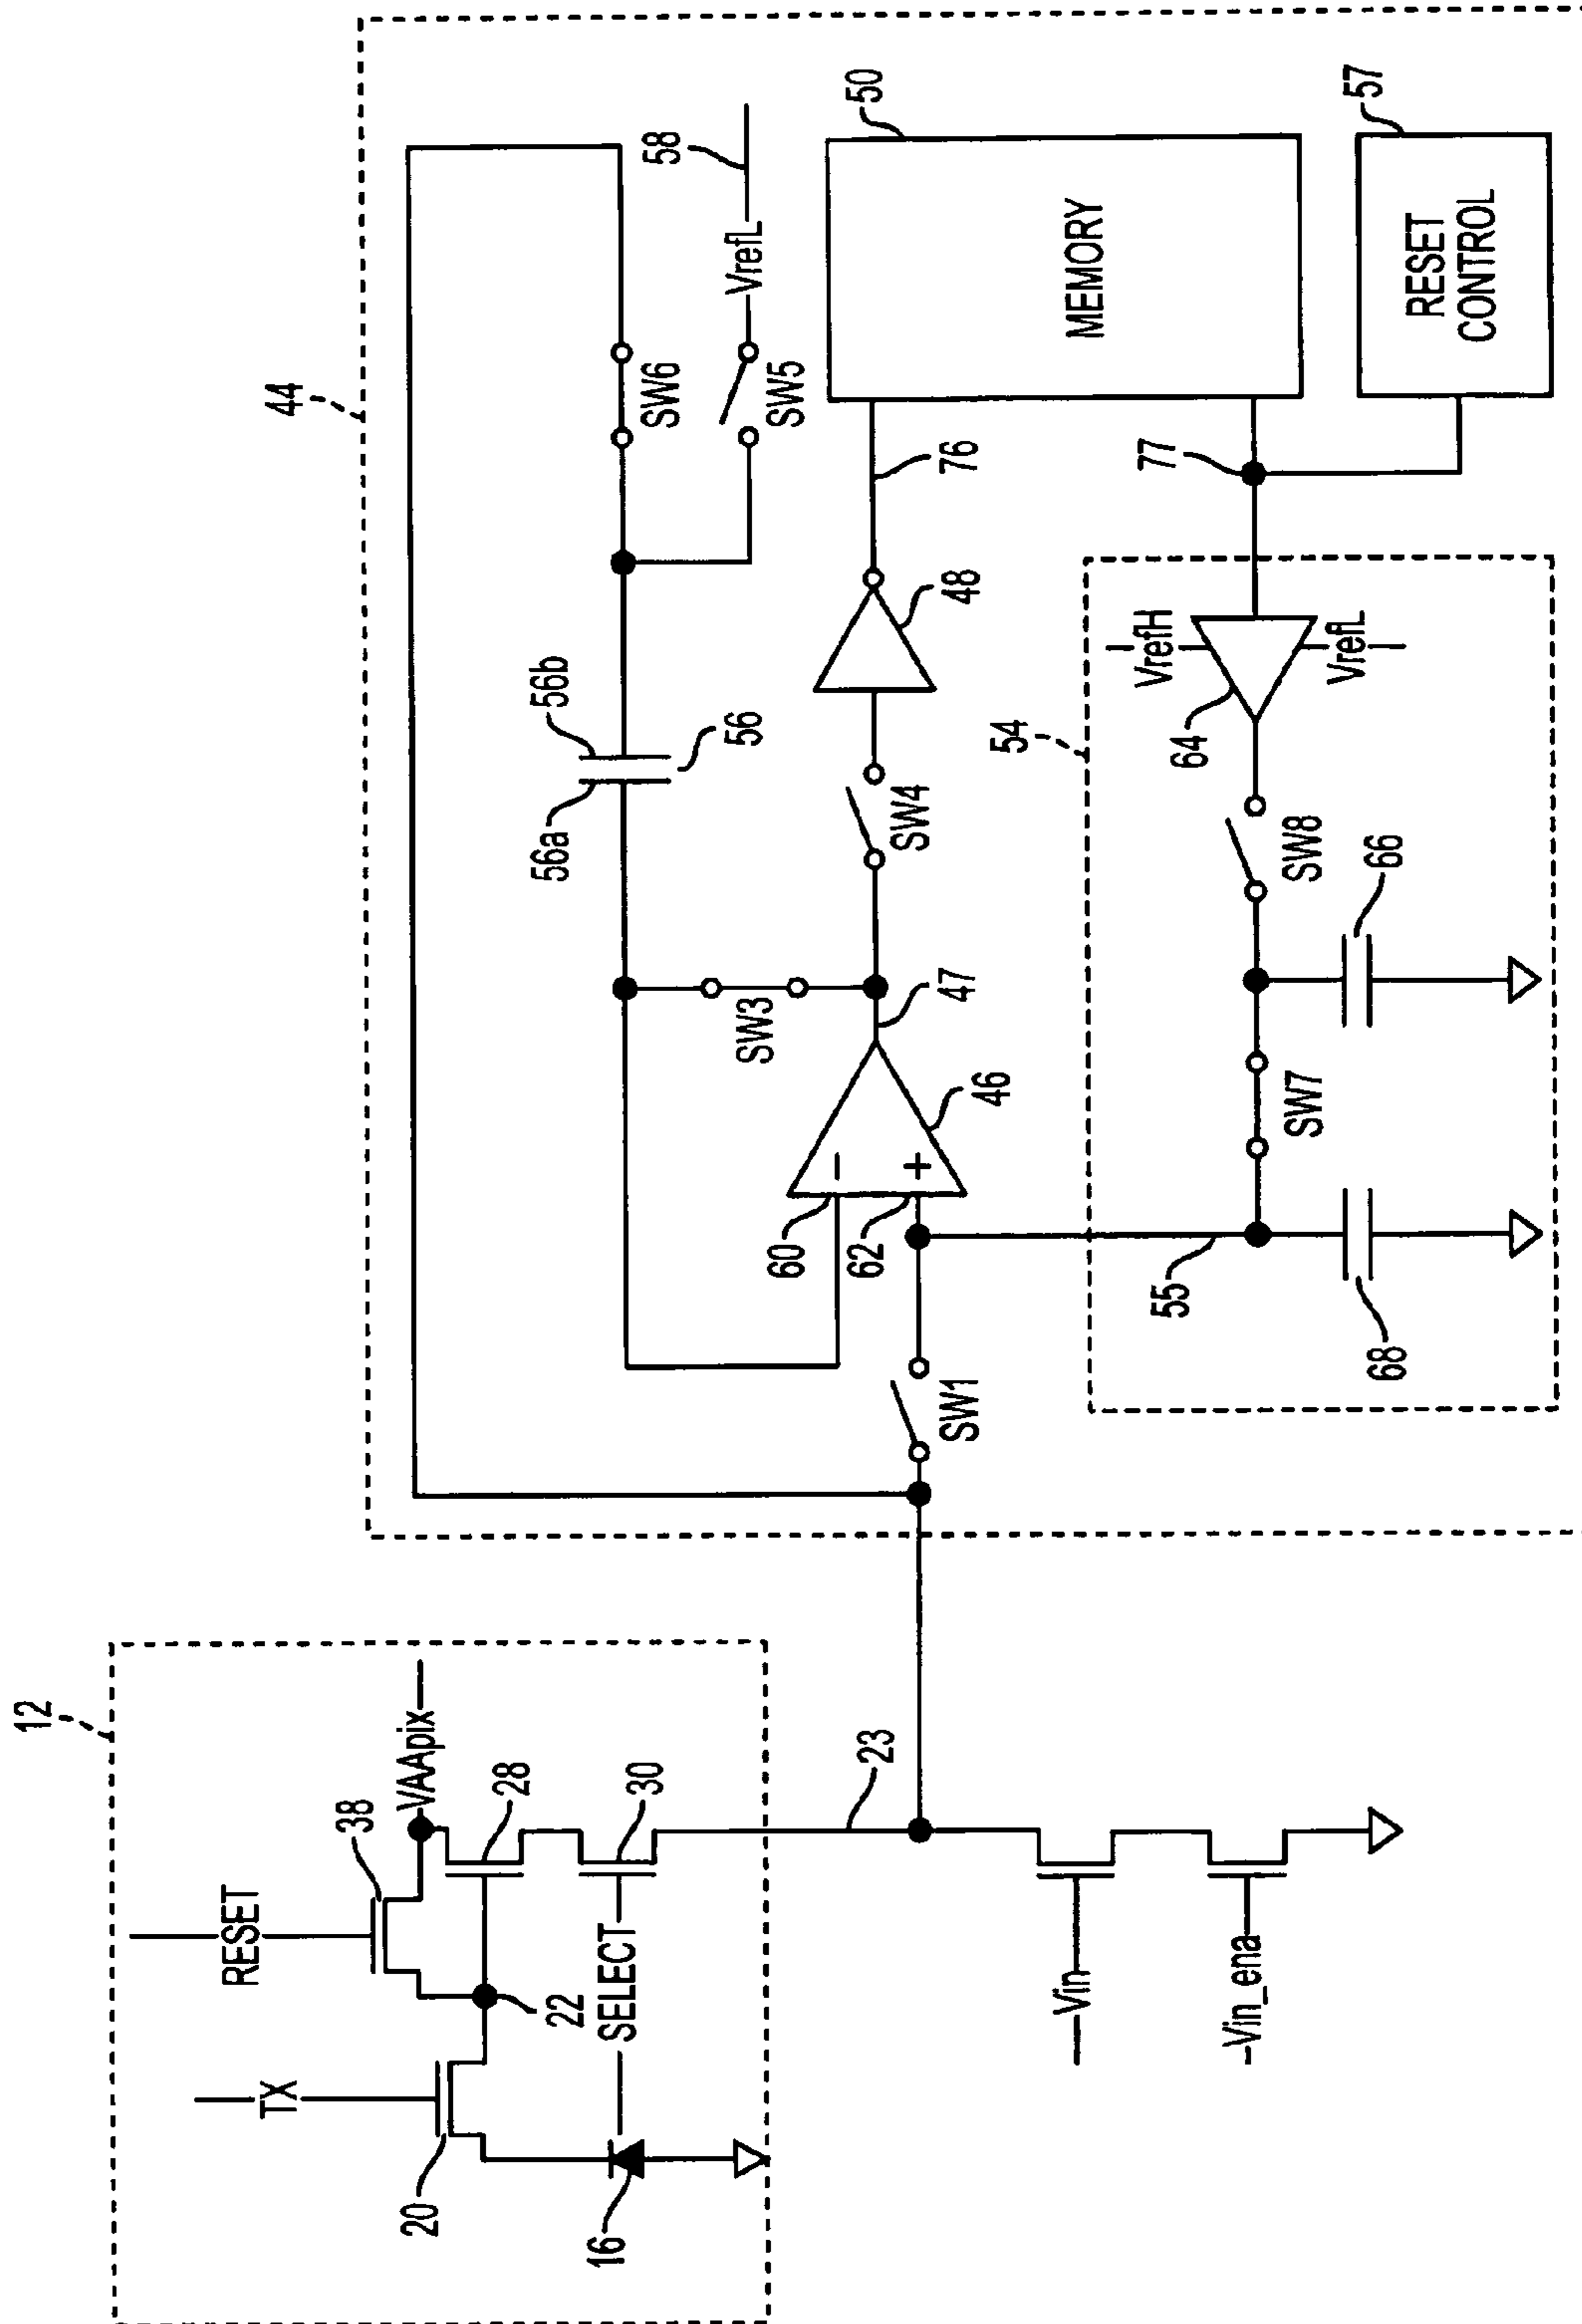 12
RESET
38
VAApix
TX
20
22
28
SELECT
30
16
23
Vin
Vin_ena
44
56a
56b
56
SW6
58
VrefL
SW5
SW3
60
62
46
47
SW4
48
76
50
MEMORY
SW1
−
+
54
55
68
SW7
66
SW8
64
VrefH
VrefL
77
57
RESET
CONTROL